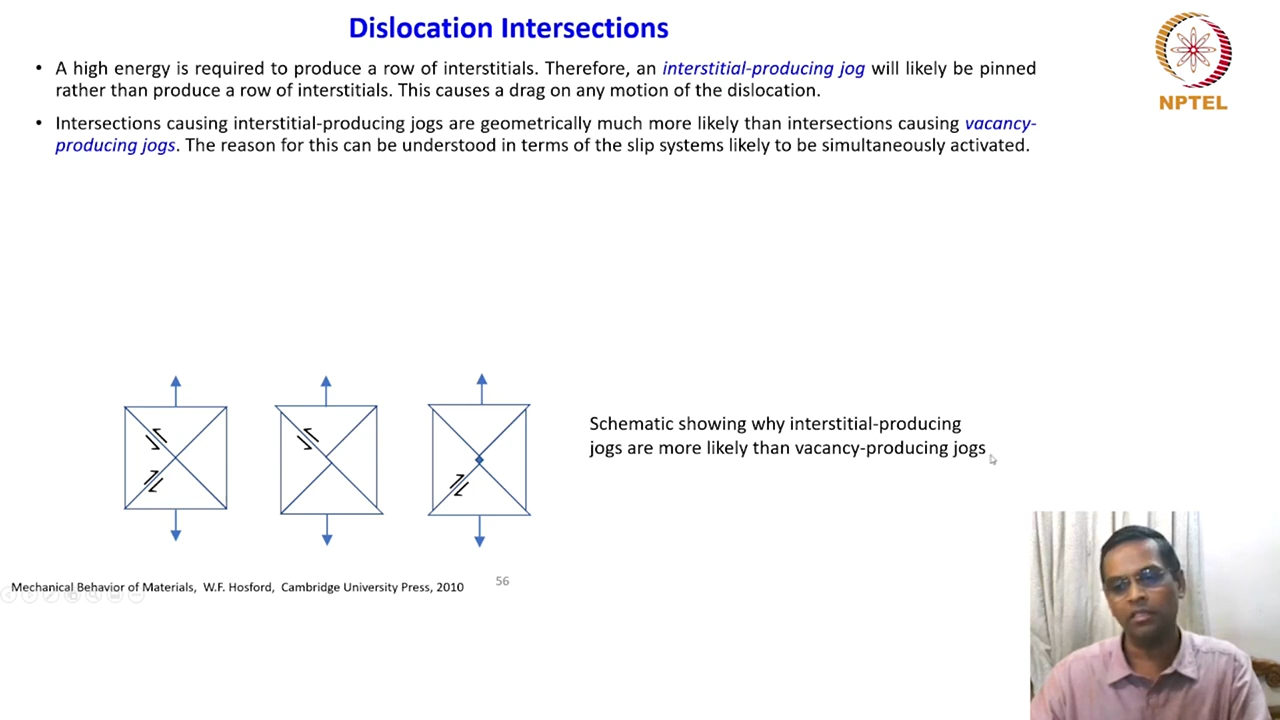 Dislocation Intersections
• A high energy is required to produce a row of interstitials. Therefore, an interstitial-producing jog will likely be pinned
rather than produce a row of interstitials. This causes a drag on any motion of the dislocation.
• Intersections causing interstitial-producing jogs are geometrically much more likely than intersections causing vacancy-
producing jogs. The reason for this can be understood in terms of the slip systems likely to be simultaneously activated.
NPTEL
Schematic showing why interstitial-producing
jogs are more likely than vacancy-producing jogs
Mechanical Behavior of Materials, W.F. Hosford, Cambridge University Press, 2010
56